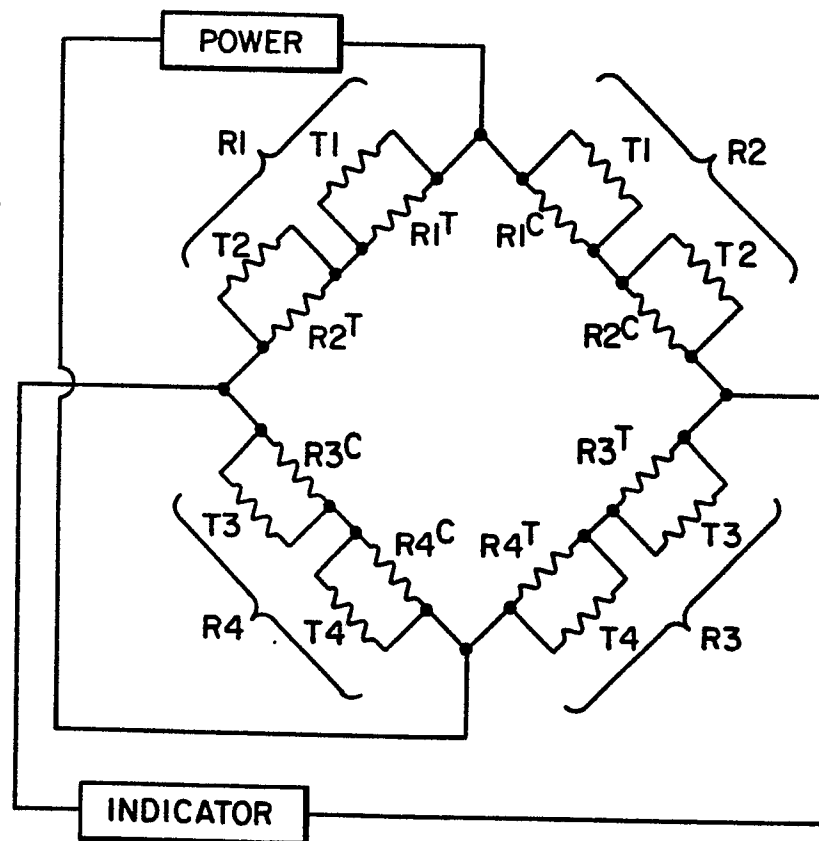 POWER
R1
T1
T1
R2
R1T
R1C
T2
T2
R2T
R2C
R3C
R3T
T3
R4C
R4T
T3
R4
T4
T4
R3
INDICATOR